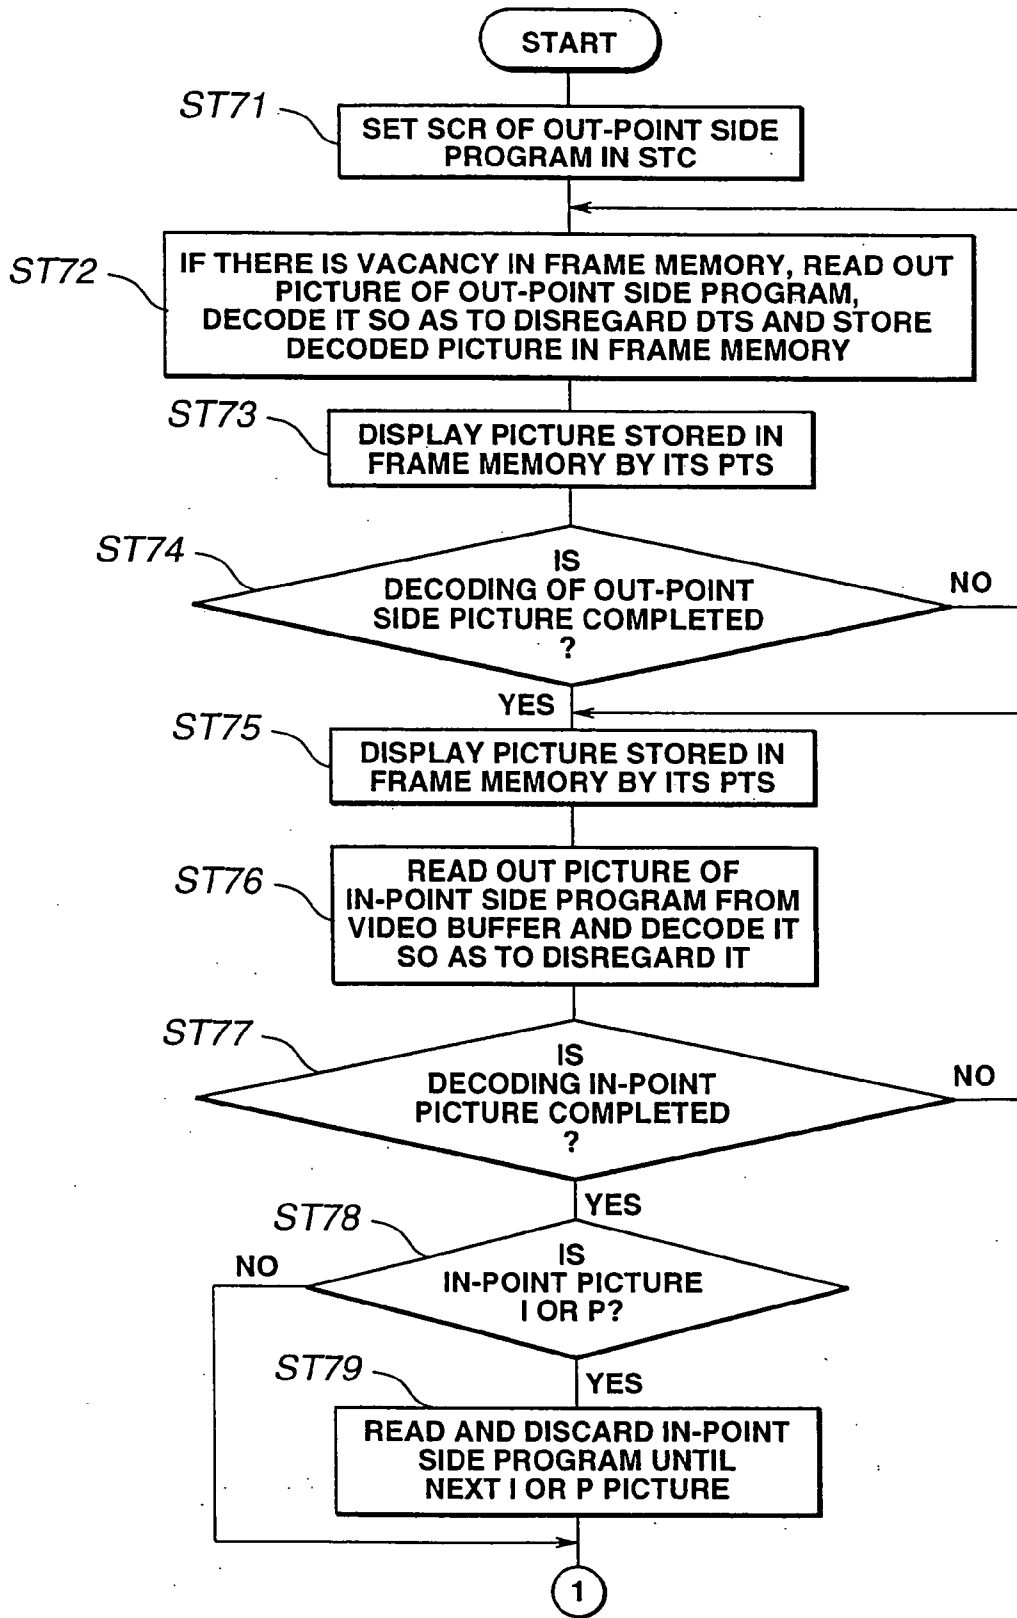 START
ST71
SET SCR OF OUT-POINT SIDE
PROGRAM IN STC
ST72
IF THERE IS VACANCY IN FRAME MEMORY, READ OUT
PICTURE OF OUT-POINT SIDE PROGRAM,
DECODE IT SO AS TO DISREGARD DTS AND STORE
DECODED PICTURE IN FRAME MEMORY
ST73
DISPLAY PICTURE STORED IN
FRAME MEMORY BY ITS PTS
ST74
IS
DECODING OF OUT-POINT
SIDE PICTURE COMPLETED
?
NO
YES
ST75
DISPLAY PICTURE STORED IN
FRAME MEMORY BY ITS PTS
ST76
READ OUT PICTURE OF
IN-POINT SIDE PROGRAM FROM
VIDEO BUFFER AND DECODE IT
SO AS TO DISREGARD IT
ST77
IS
DECODING IN-POINT
PICTURE COMPLETED
?
NO
YES
ST78
IS
IN-POINT PICTURE
I OR P?
NO
YES
ST79
READ AND DISCARD IN-POINT
SIDE PROGRAM UNTIL
NEXT I OR P PICTURE
1